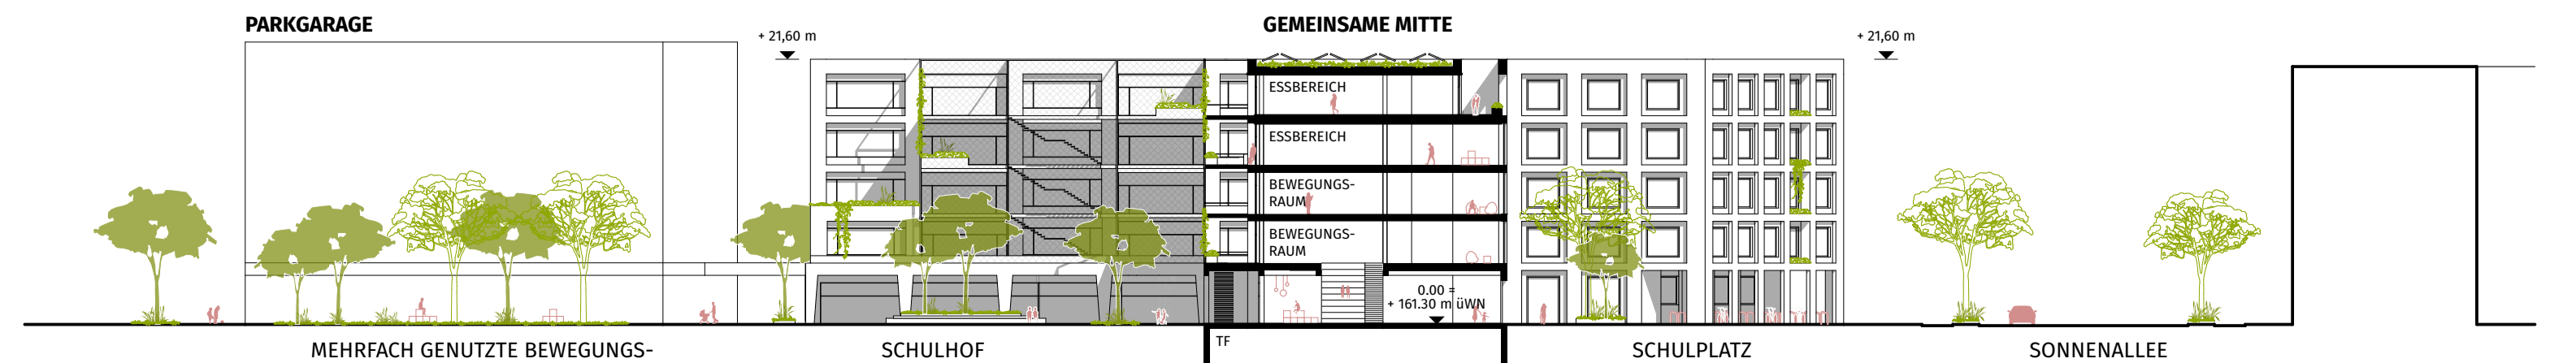 PARKGARAGE
GEMEINSAME MITTE
+ 21,60 m
+ 21,60 m
ESSBEREICH
ESSBEREICH
BEWEGUNGS-
RAUM
BEWEGUNGS-
RAUM
0.00 =
+ 161.30 m üWN
TF
MEHRFACH GENUTZTE BEWEGUNGS-
SCHULHOF
SCHULPLATZ
SONNENALLEE